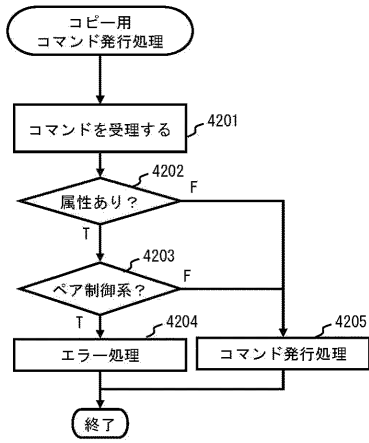 コピー用
コマンド発行処理
コマンドを受理する
4201
4202
属性あり?
F
T
4203
ペア制御系?
F
T
4204
エラー処理
4205
コマンド発行処理
終了